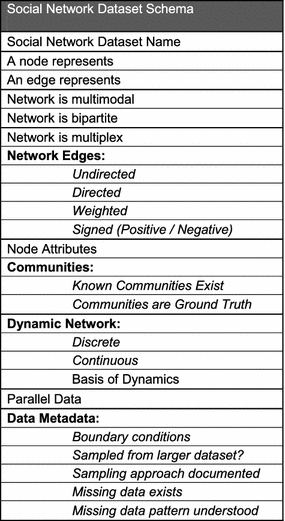 Social Network Dataset Schema
Social Network Dataset Name
A node represents
An edge represents
Network is multimodal
Network is bipartite
Network is multiplex
Network Edges:
Undirected
Directed
Weighted
Signed (Positive / Negative)
Node Attributes
Communities:
Known Communities Exist
Communities are Ground Truth
Dynamic Network:
Discrete
Continuous
Basis of Dynamics
Parallel Data
Data Metadata:
Boundary conditions
Sampled from larger dataset?
Sampling approach documented
Missing data exists
Missing data pattern understood